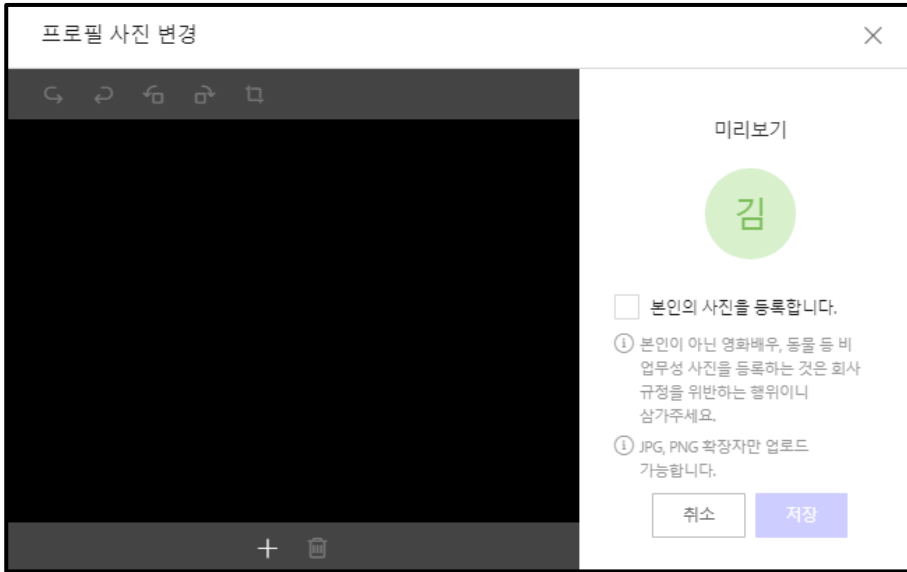 프로필 사진 변경
미리보기
김
본인의 사진을 등록합니다.
본인이 아닌 영화배우, 동물 등 비
업무성 사진을 등록하는 것은 회사
규정을 위반하는 행위이니
삼가주세요.
JPG, PNG 확장자만 업로드
가능합니다.
취소 저장